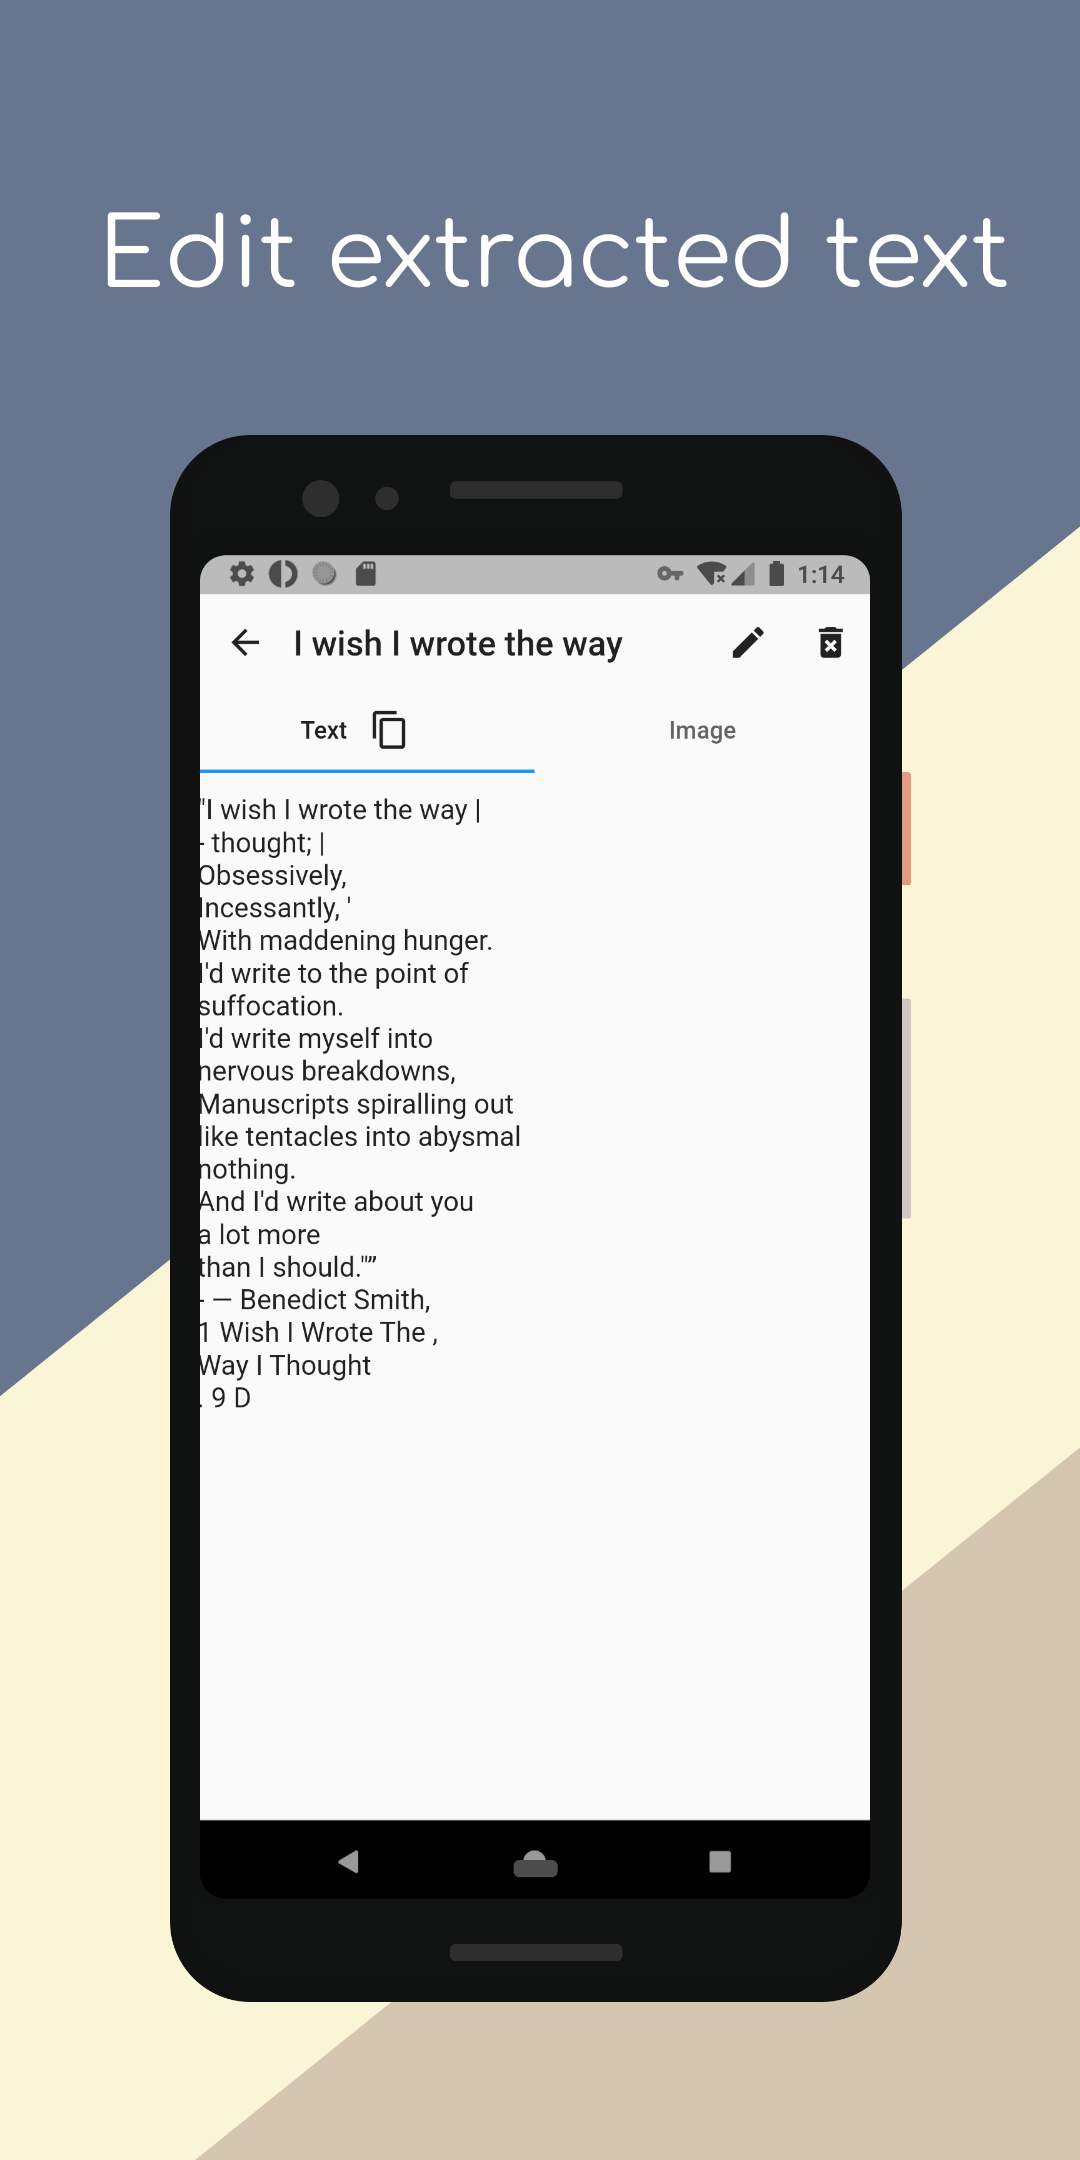 Edit extracted text
1:14
I wish I wrote the way
Text
Image
"I wish I wrote the way |
- thought; |
Obsessively,
Incessantly, '
With maddening hunger.
I'd write to the point of
suffocation.
I'd write myself into
nervous breakdowns,
Manuscripts spiralling out
like tentacles into abysmal
nothing.
And I'd write about you
a lot more
than I should."”
- — Benedict Smith,
1 Wish I Wrote The ,
Way I Thought
. 9 D